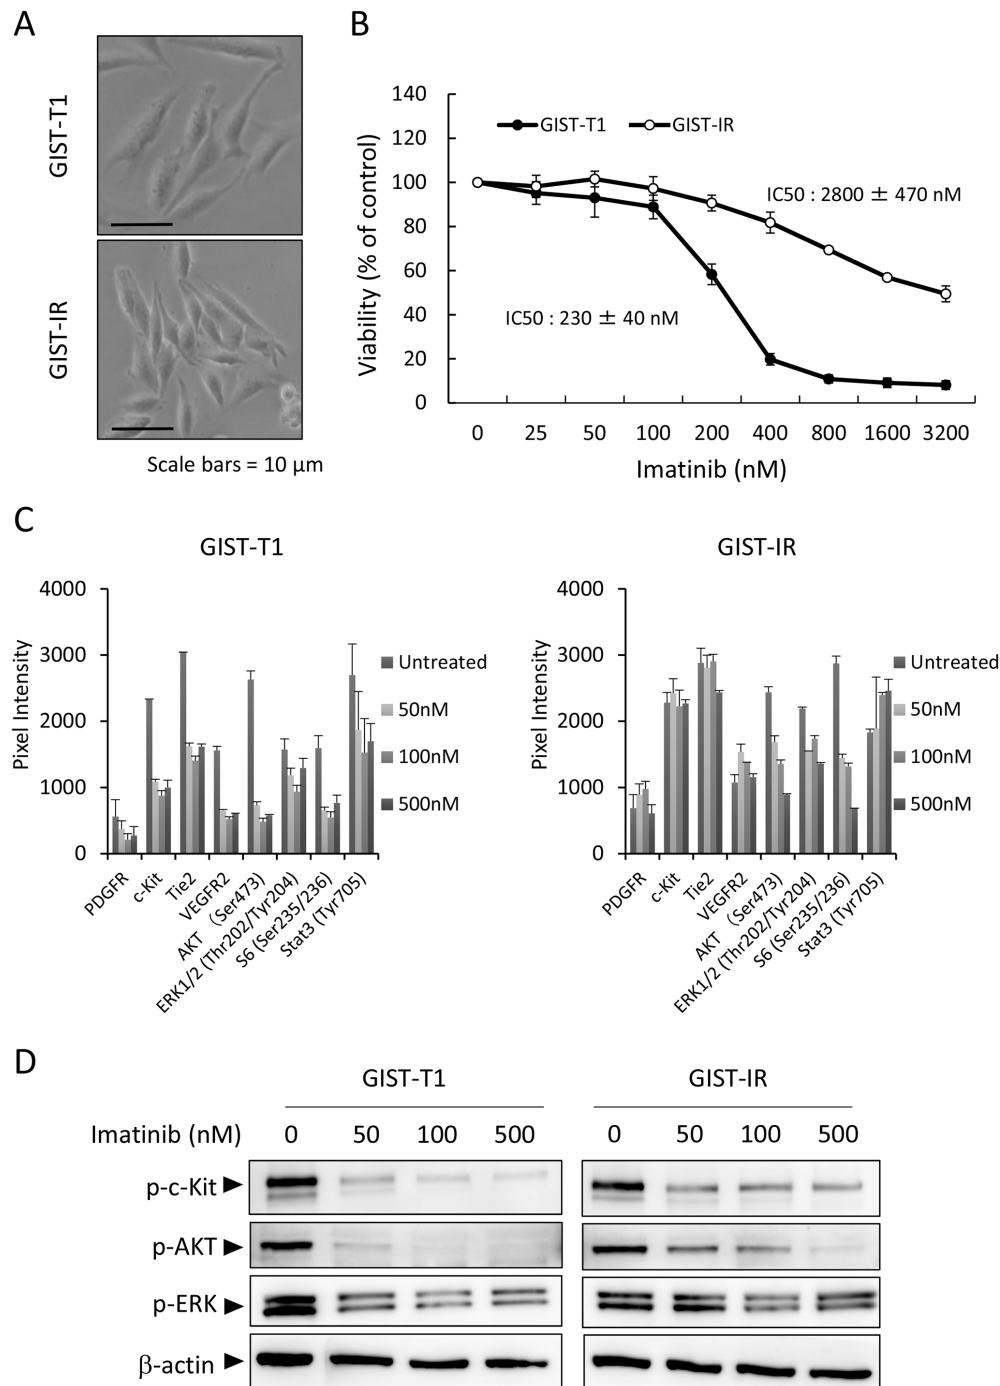 A
GIST-T1
GIST-IR
Scale bars = 10 μm
B
Viability (% of control)
140
120
100
80
60
40
20
0
GIST-T1
GIST-IR
IC50 : 2800 ± 470 nM
IC50 : 230 ± 40 nM
0 25 50 100 200 400 800 1600 3200
Imatinib (nM)
C
GIST-T1
Pixel Intensity
4000
3000
2000
1000
0
Untreated
50nM
100nM
500nM
PDGFR
c-Kit
Tie2
VEGFR2
AKT (Ser473)
ERK1/2 (Thr202/Tyr204)
S6 (Ser235/236)
Stat3 (Tyr705)
GIST-IR
Pixel Intensity
4000
3000
2000
1000
0
Untreated
50nM
100nM
500nM
PDGFR
c-Kit
Tie2
VEGFR2
AKT (Ser473)
ERK1/2 (Thr202/Tyr204)
S6 (Ser235/236)
Stat3 (Tyr705)
D
GIST-T1 GIST-IR
Imatinib (nM) 0 50 100 500 0 50 100 500
p-c-Kit
p-AKT
p-ERK
β-actin